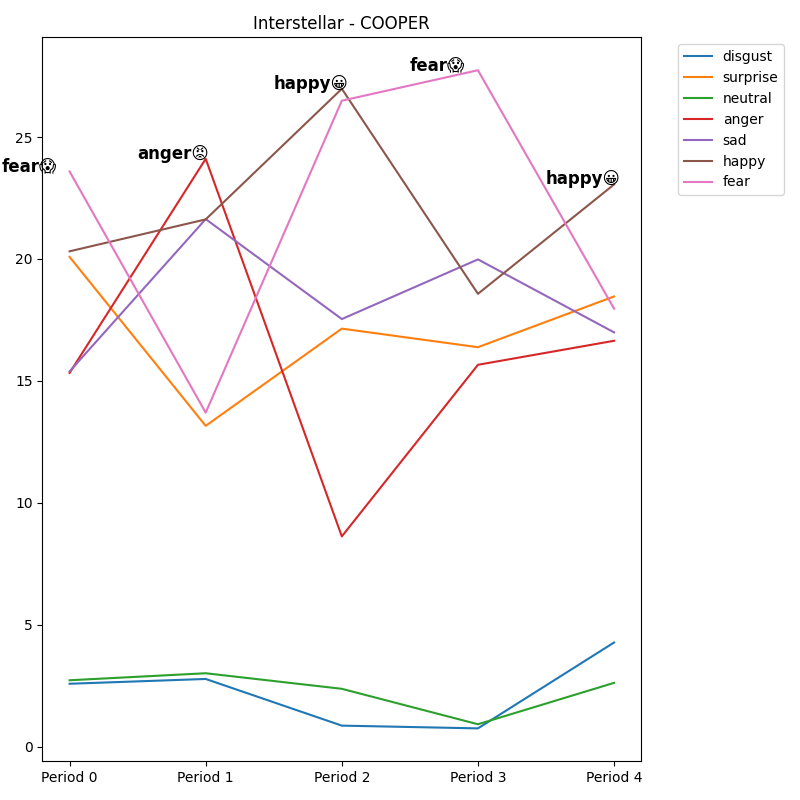 Interstellar - COOPER
disgust
surprise
neutral
anger
sad
happy
fear
fear😱
anger😡
happy😀
fear😱
happy😀
25
20
15
10
5
0
Period 0 Period 1 Period 2 Period 3 Period 4